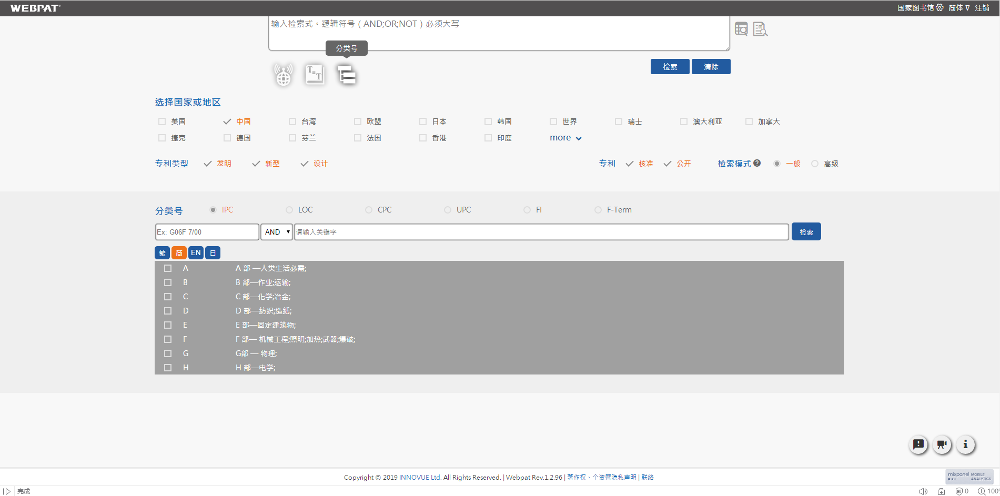 WEBPAT
国家图书馆 简体 ∇ 注销
输入检索式。逻辑符号（AND;OR;NOT）必须大写
分类号
T=T
检索 清除
选择国家或地区
美国 中国 台湾 欧盟 日本 韩国 世界 瑞士 澳大利亚 加拿大
捷克 德国 芬兰 法国 香港 印度 more
专利类型 发明 新型 设计 专利 核准 公开 检索模式 一般 高级
分类号 IPC LOC CPC UPC FI F-Term
Ex: G06F 7/00 AND 请输入关键字 检索
繁 简 EN 日
A A 部 —人类生活必需;
B B 部—作业;运输;
C C 部—化学;冶金;
D D 部—纺织;造纸;
E E 部—固定建筑物;
F F 部— 机械工程;照明;加热;武器;爆破;
G G部 — 物理;
H H 部—电学;
Copyright © 2019 INNOVUE Ltd. All Rights Reserved. | Webpat Rev.1.2.96 | 著作权、个资暨隐私声明 | 联络
mixpanel MOBILE ANALYTICS
完成 0 100%